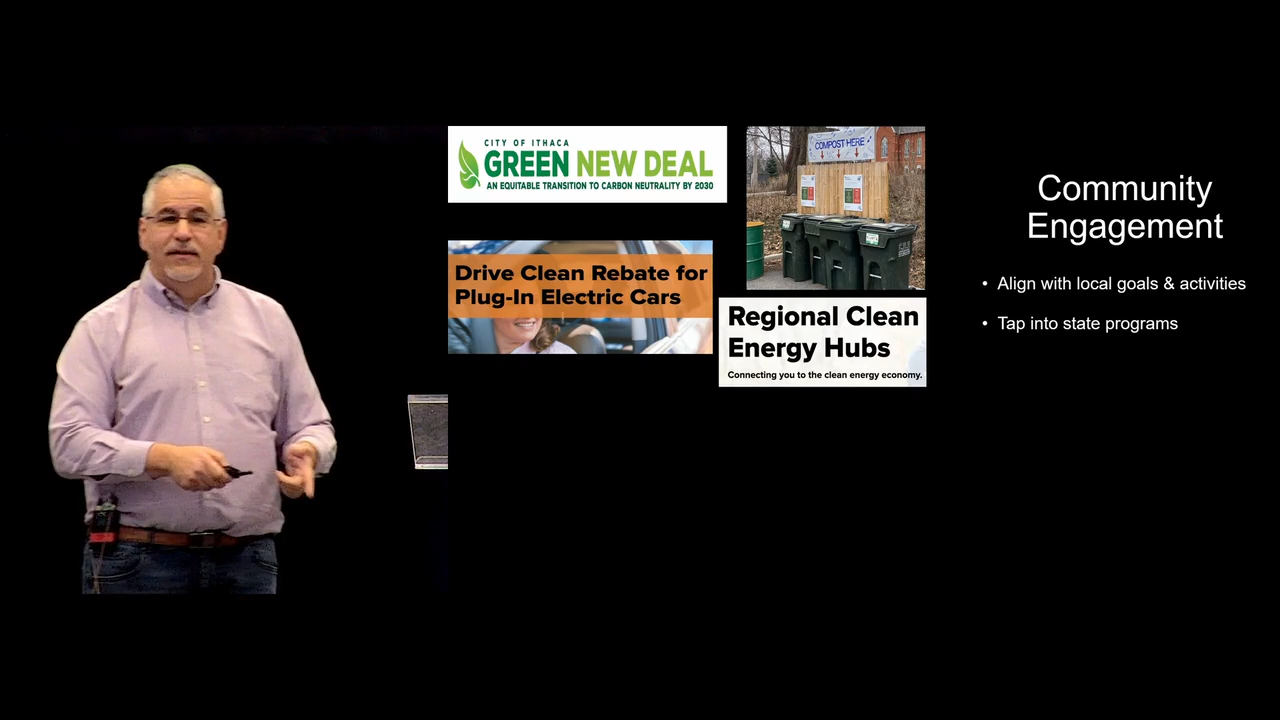 CITY OF ITHACA
GREEN NEW DEAL
AN EQUITABLE TRANSITION TO CARBON NEUTRALITY BY 2030
COMPOST HERE
Drive Clean Rebate for
Plug-In Electric Cars
Regional Clean
Energy Hubs
Connecting you to the clean energy economy.
Community
Engagement
• Align with local goals & activities
• Tap into state programs